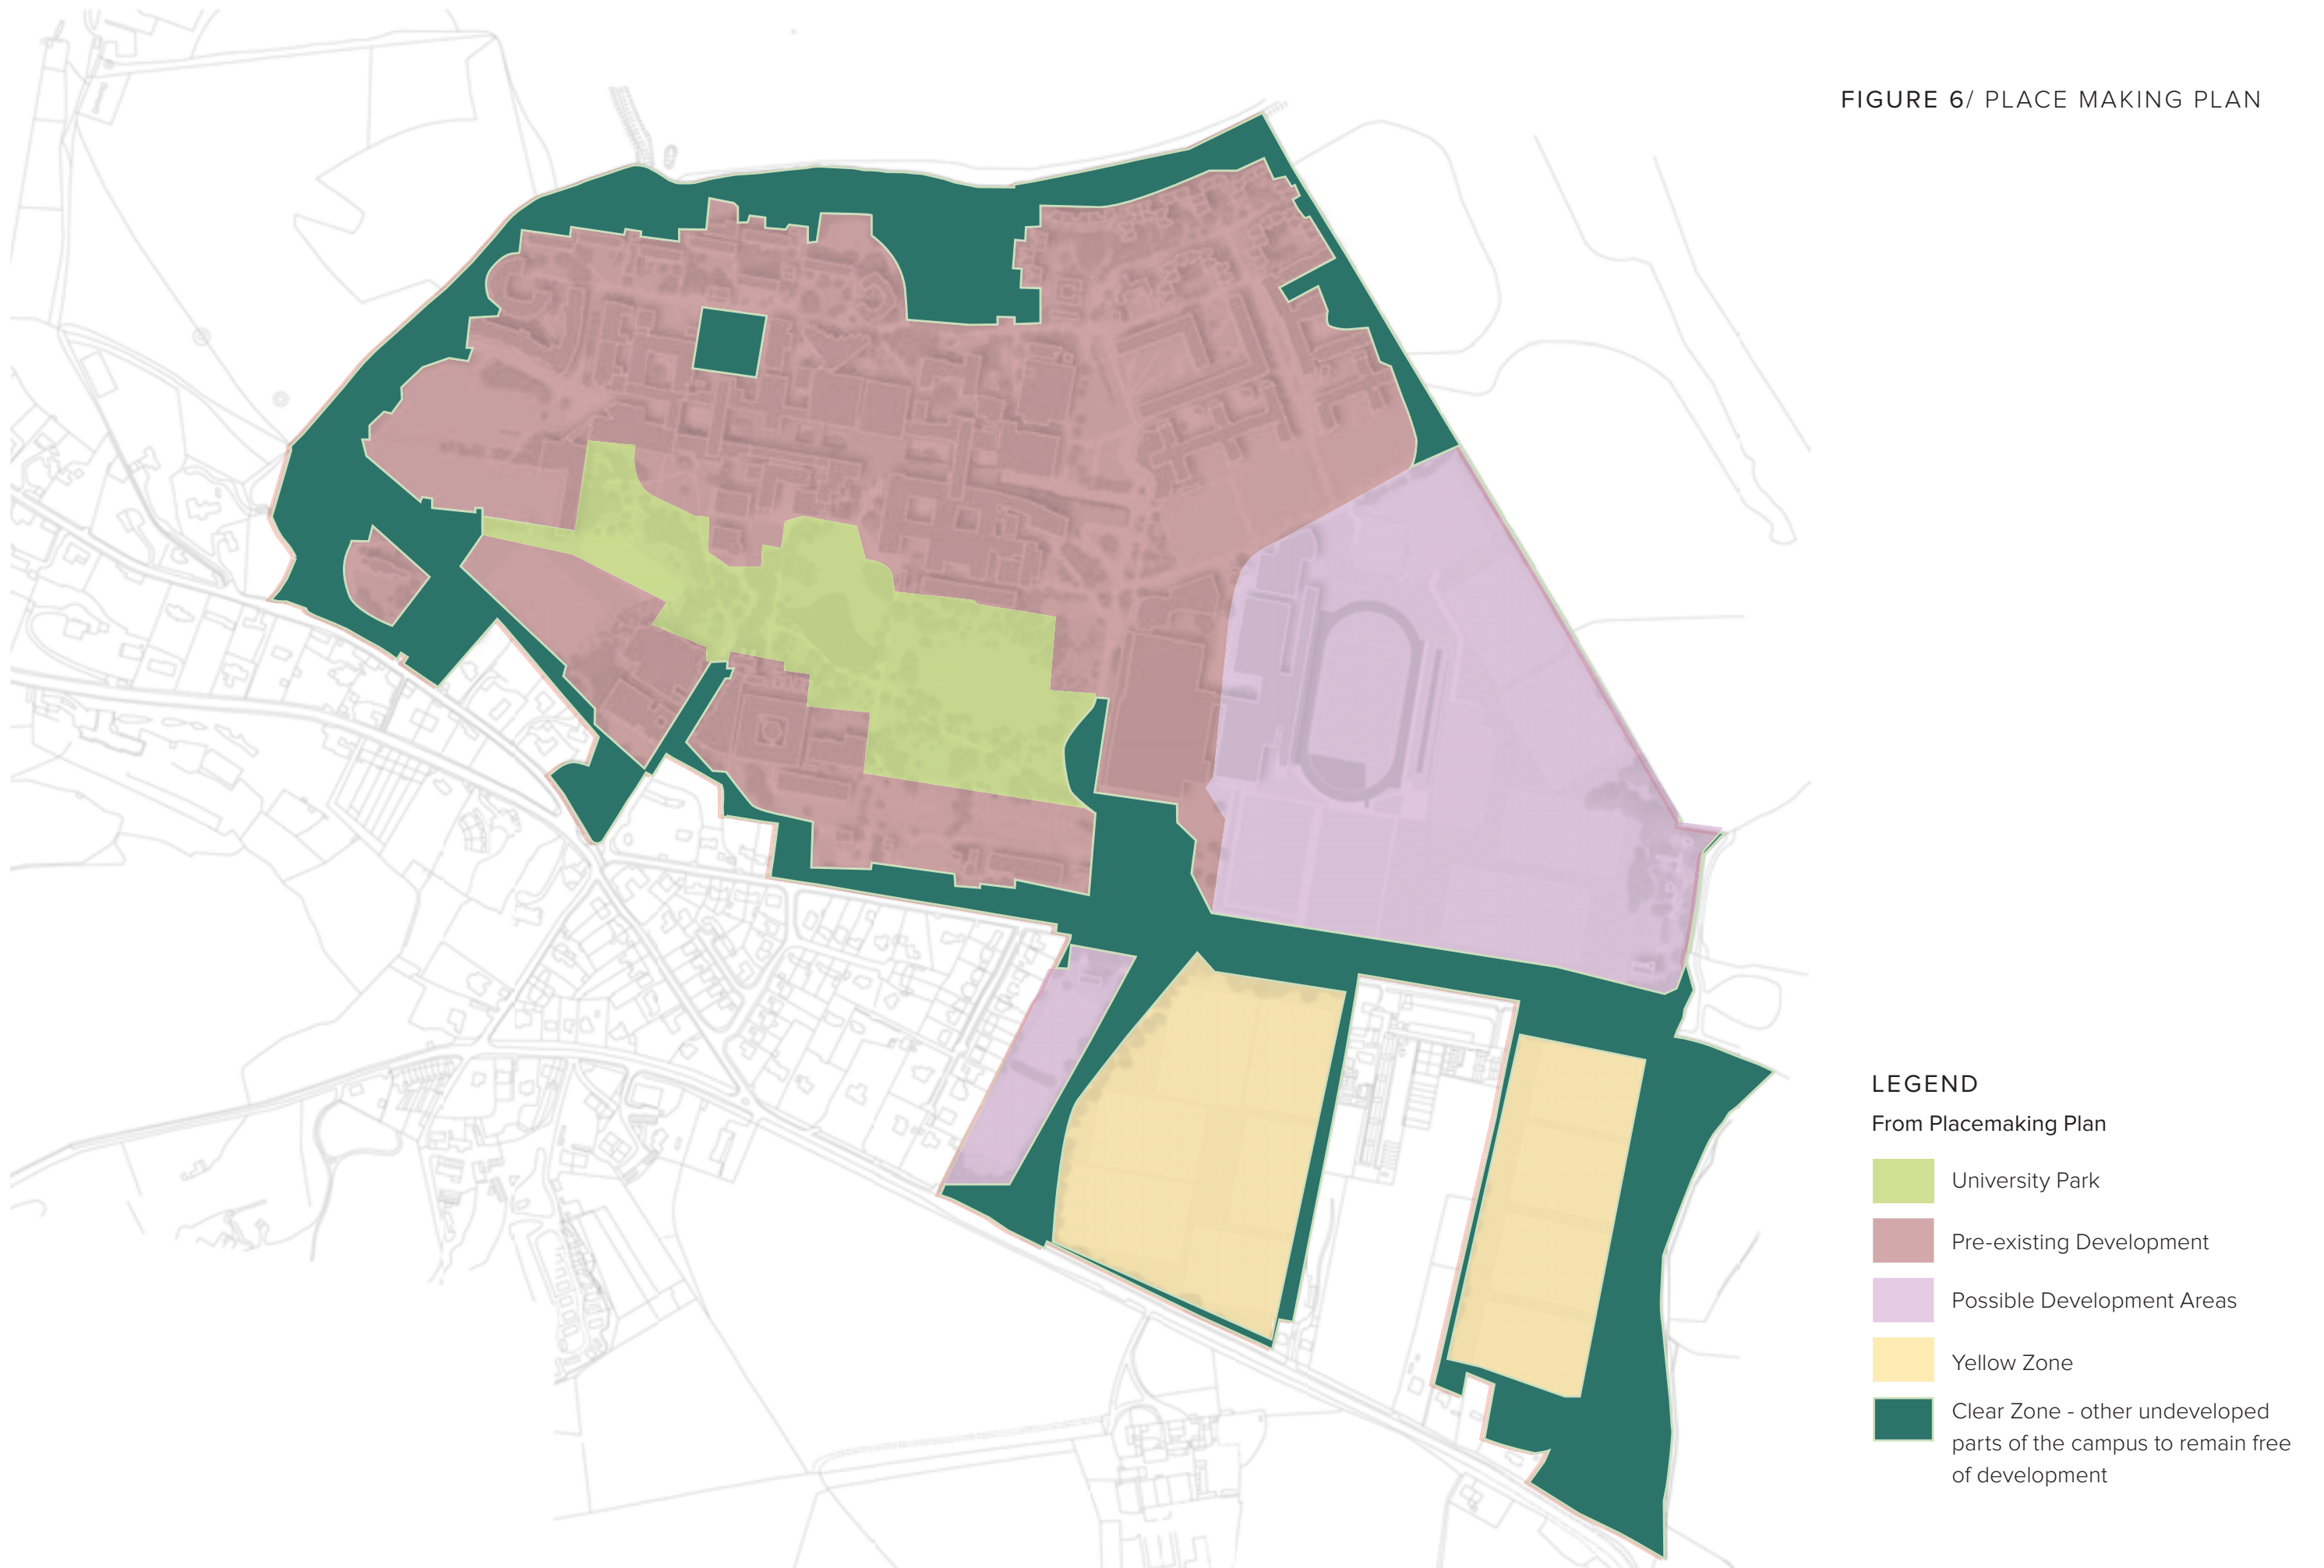 FIGURE 6/ PLACE MAKING PLAN
LEGEND
From Placemaking Plan
University Park
Pre-existing Development
Possible Development Areas
Yellow Zone
Clear Zone - other undeveloped
parts of the campus to remain free
of development